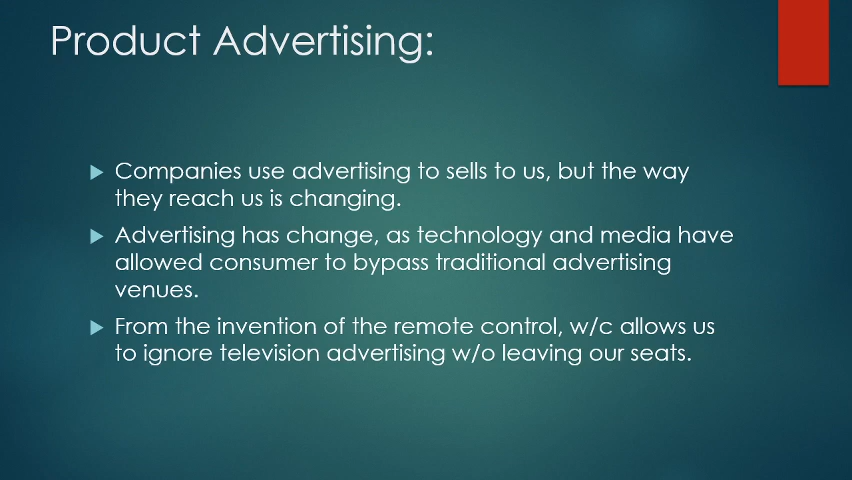 Product Advertising:
Companies use advertising to sells to us, but the way
they reach us is changing.
Advertising has change, as technology and media have
allowed consumer to bypass traditional advertising
venues.
From the invention of the remote control, w/c allows us
to ignore television advertising w/o leaving our seats.